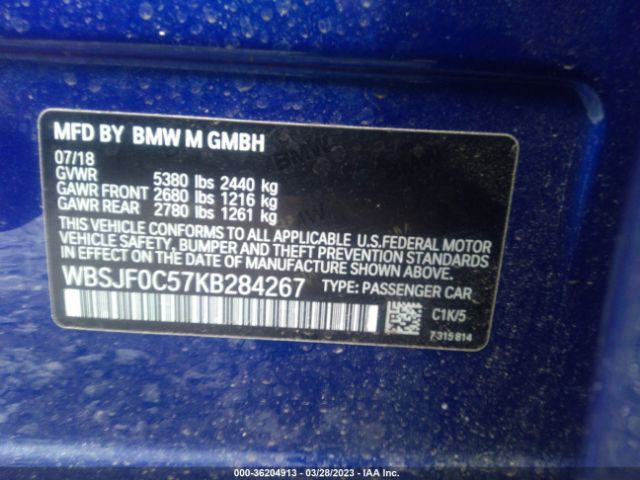 MFD BY BMW M GMBH
07/18
GVWR 5380 lbs 2440 kg
GAWR FRONT 2680 lbs 1216 kg
GAWR REAR 2780 lbs 1261 kg
THIS VEHICLE CONFORMS TO ALL APPLICABLE U.S.FEDERAL MOTOR
VEHICLE SAFETY, BUMPER AND THEFT PREVENTION STANDARDS
IN EFFECT ON THE DATE OF MANUFACTURE SHOWN ABOVE.
WBSJF0C57KB284267 TYPE: PASSENGER CAR
C1K/5
7315814
000-36204913 --- 03/28/2023 --- IAA Inc.